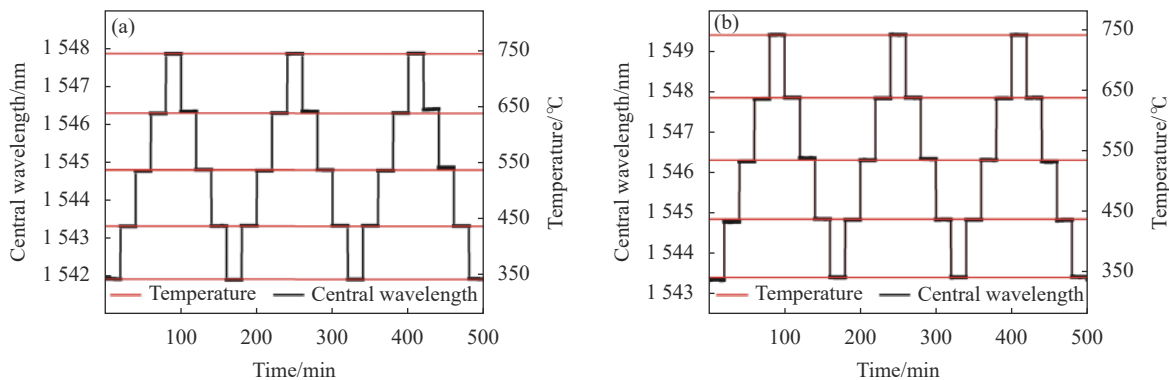 (a)
Central wavelength/nm
1 548
1 547
1 546
1 545
1 544
1 543
1 542
750
650
550
450
350
Temperature/℃
Temperature
Central wavelength
100
200
300
400
500
Time/min
(b)
Central wavelength/nm
1 549
1 548
1 547
1 546
1 545
1 544
1 543
750
650
550
450
350
Temperature/℃
Temperature
Central wavelength
100
200
300
400
500
Time/min